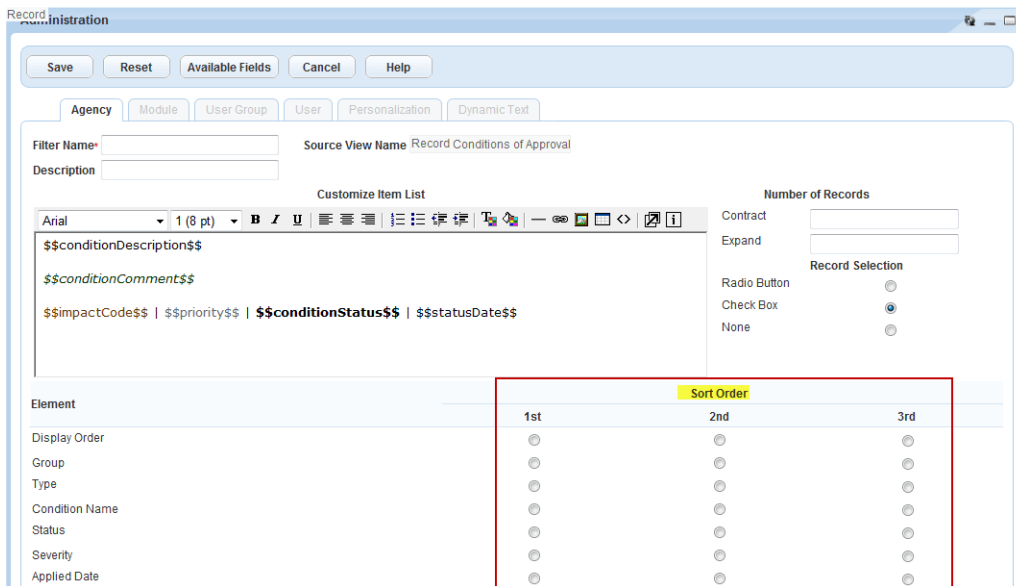 Record
Administration
Save Reset Available Fields Cancel Help
Agency Module User Group User Personalization Dynamic Text
Filter Name* Source View Name Record Conditions of Approval
Description
Customize Item List Number of Records
Arial 1 (8 pt) B I U Contract
$$conditionDescription$$ Expand
$$conditionComment$$ Record Selection
Radio Button
$$impactCode$$ | $$priority$$ | $$conditionStatus$$ | $$statusDate$$ Check Box
None
Element Sort Order
1st 2nd 3rd
Display Order
Group
Type
Condition Name
Status
Severity
Applied Date